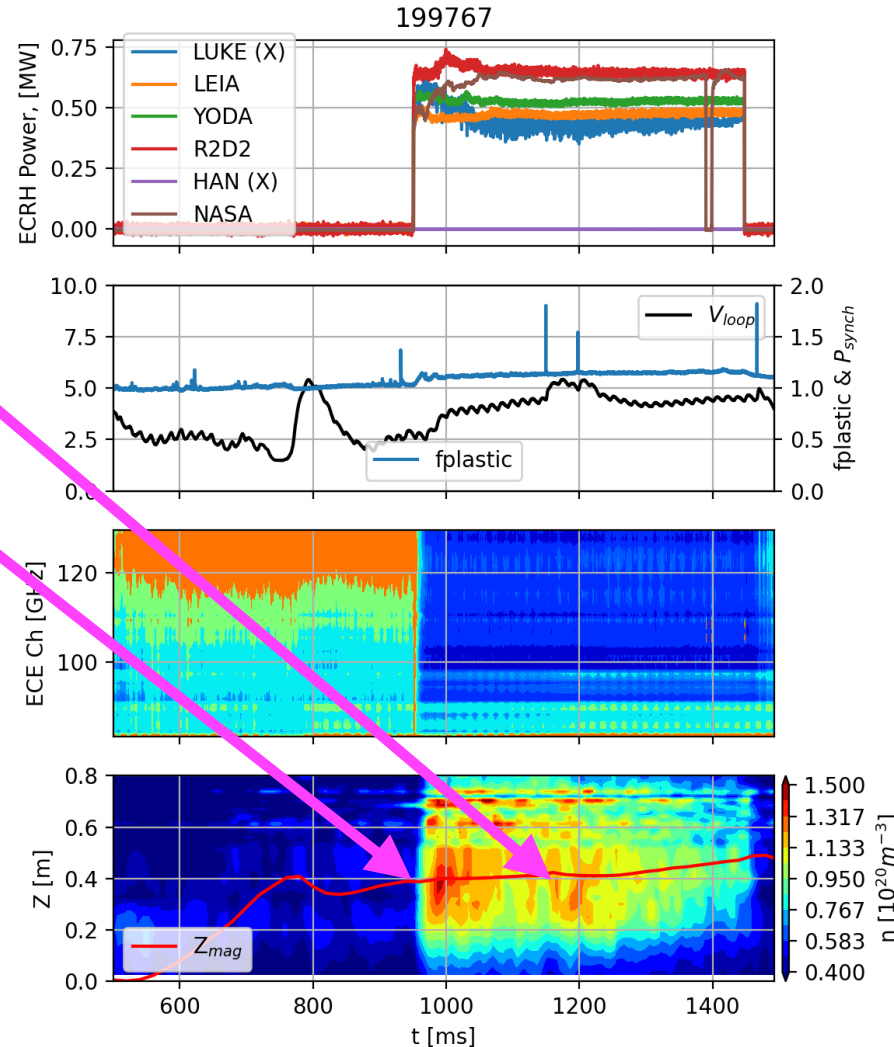 199767
ECRH Power, [MW]
0.75
0.50
0.25
0.00
LUKE (X)
LEIA
YODA
R2D2
HAN (X)
NASA
10.0
7.5
5.0
2.5
0.0
V_loop
fplastic
2.0
1.5
1.0
0.5
0.0
fplastic & P_synch
ECE Ch [GHz]
120
100
Z [m]
0.8
0.6
0.4
0.2
0.0
Z_mag
1.500
1.317
1.133
0.950
0.767
0.583
0.400
n [10^20 m^-3]
600 800 1000 1200 1400
t [ms]